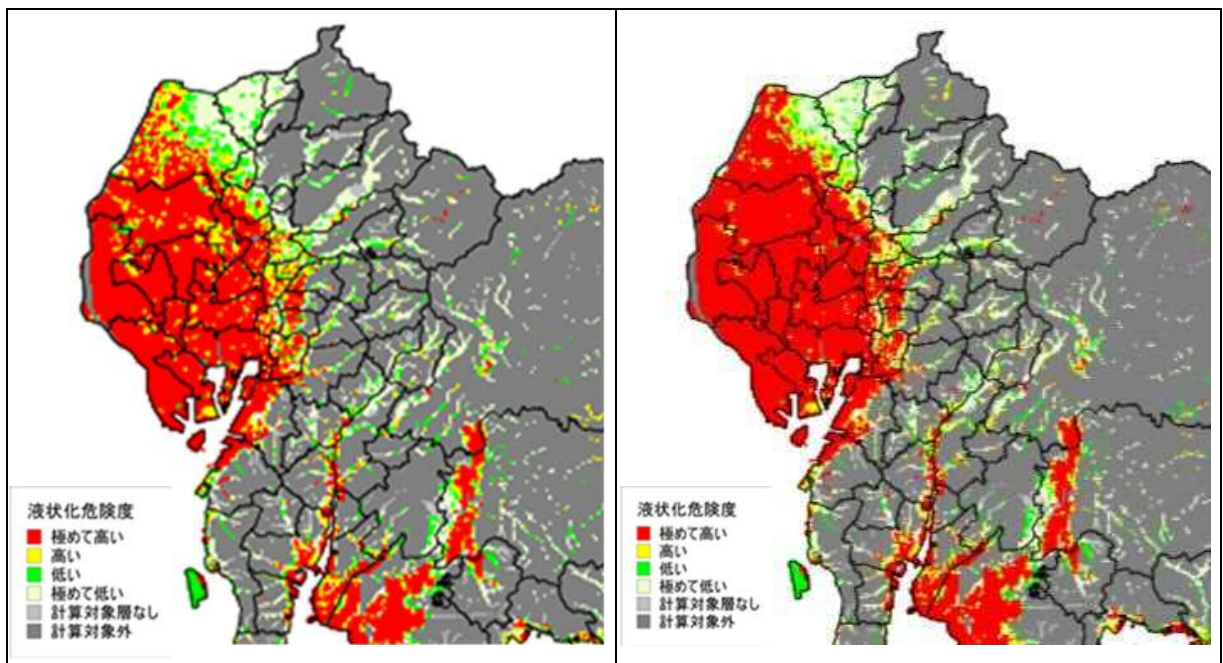 液状化危険度
極めて高い
高い
低い
極めて低い
計算対象層なし
計算対象外
液状化危険度
極めて高い
高い
低い
極めて低い
計算対象層なし
計算対象外